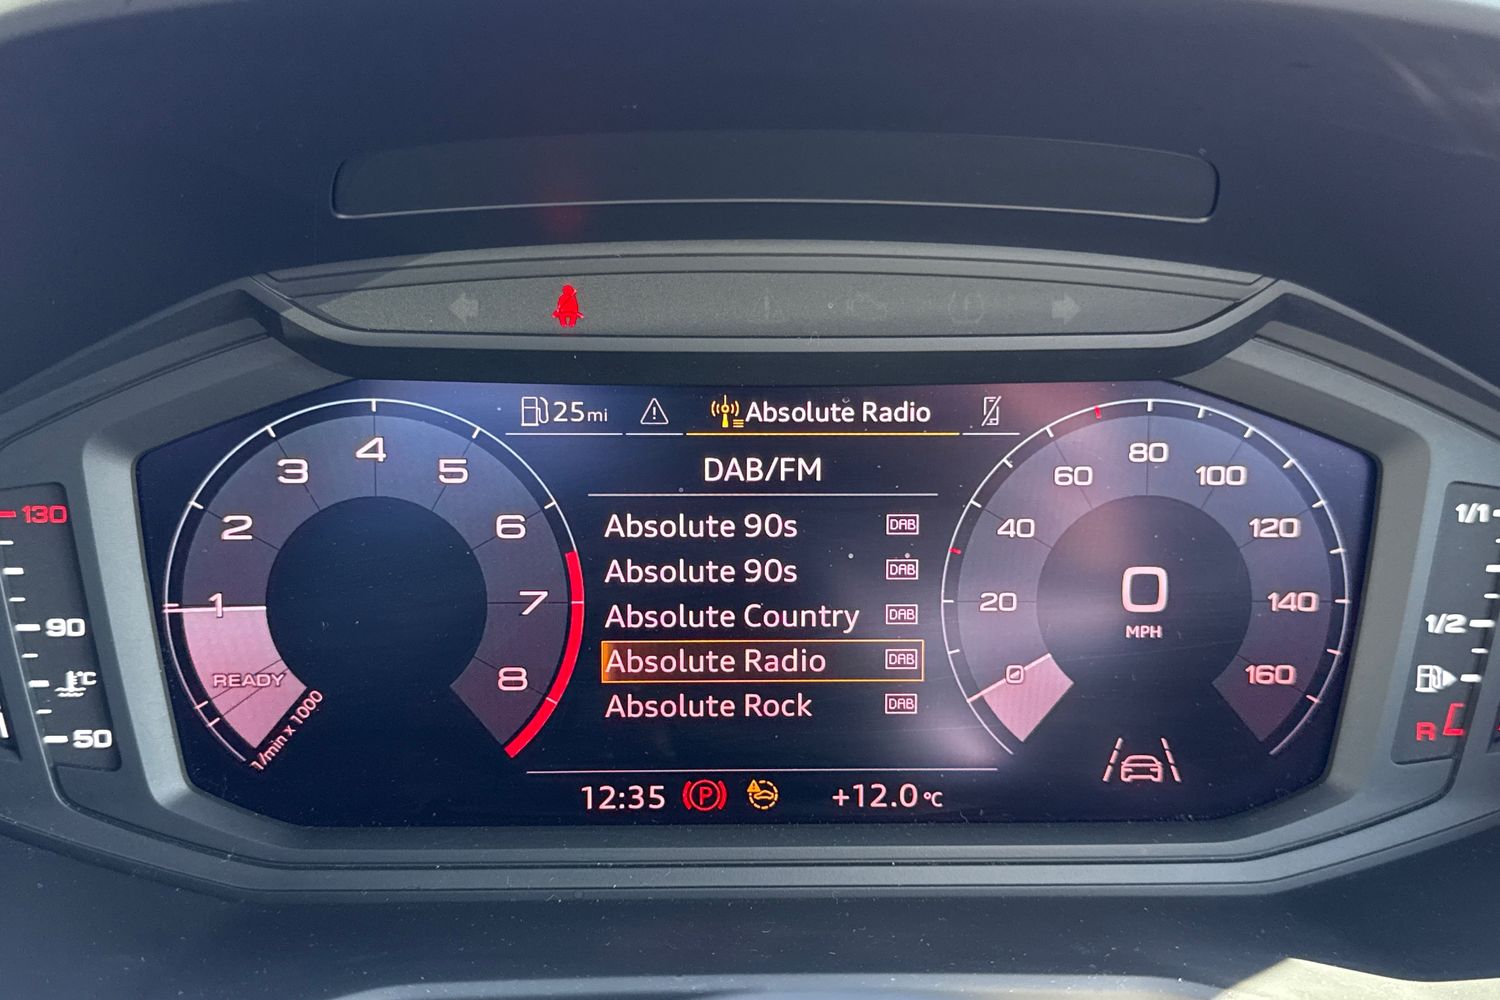 25mi Absolute Radio
DAB/FM
Absolute 90s DAB
Absolute 90s DAB
Absolute Country DAB
Absolute Radio DAB
Absolute Rock DAB
12:35 P +12.0 °C
1 2 3 4 5 6 7 8
READY
1/min x 1000
0 20 40 60 80 100 120 140 160
0
MPH
130
90
°C
50
1/1
1/2
R